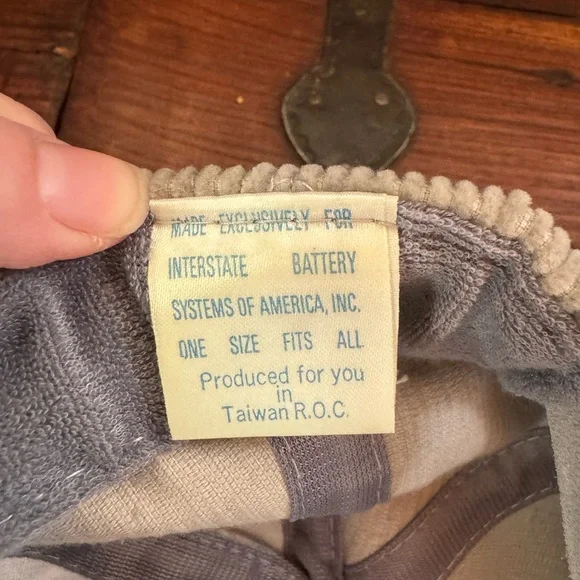 MADE EXCLUSIVELY FOR
INTERSTATE BATTERY
SYSTEMS OF AMERICA, INC.
ONE SIZE FITS ALL
Produced for you
in
Taiwan R.O.C.